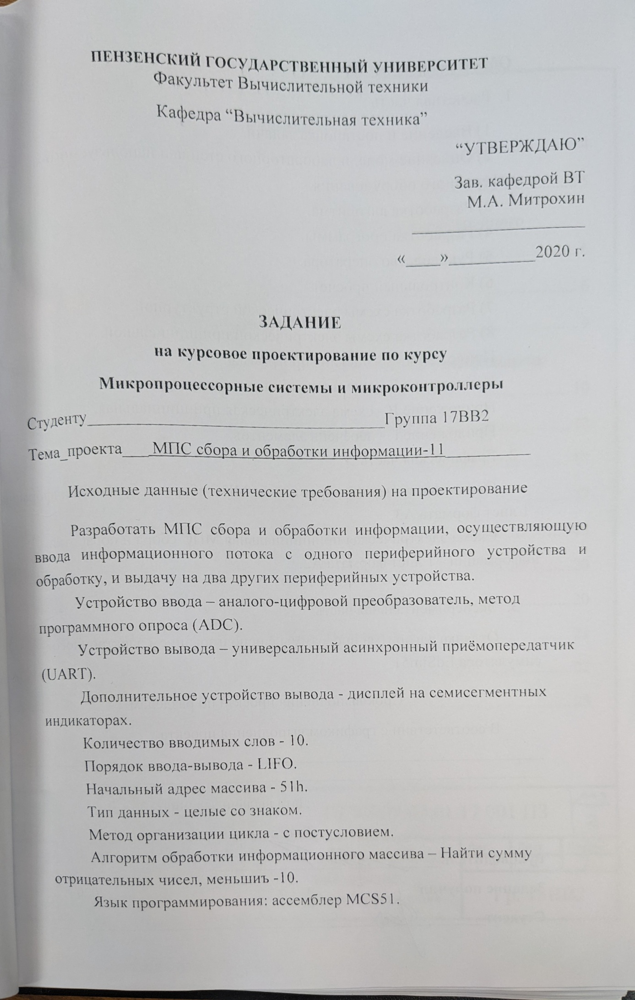 ПЕНЗЕНСКИЙ ГОСУДАРСТВЕННЫЙ УНИВЕРСИТЕТ
Факультет Вычислительной техники
Кафедра “Вычислительная техника”
“УТВЕРЖДАЮ”
Зав. кафедрой ВТ
М.А. Митрохин
«____»__________2020 г.
ЗАДАНИЕ
на курсовое проектирование по курсу
Микропроцессорные системы и микроконтроллеры
Студенту__________________________________Группа 17ВВ2
Тема_проекта___МПС сбора и обработки информации-11__________
Исходные данные (технические требования) на проектирование
Разработать МПС сбора и обработки информации, осуществляющую
ввода информационного потока с одного периферийного устройства и
обработку, и выдачу на два других периферийных устройства.
Устройство ввода – аналого-цифровой преобразователь, метод
программного опроса (ADC).
Устройство вывода – универсальный асинхронный приёмопередатчик
(UART).
Дополнительное устройство вывода - дисплей на семисегментных
индикаторах.
Количество вводимых слов - 10.
Порядок ввода-вывода - LIFO.
Начальный адрес массива - 51h.
Тип данных - целые со знаком.
Метод организации цикла - с постусловием.
Алгоритм обработки информационного массива – Найти сумму
отрицательных чисел, меньшиъ -10.
Язык программирования: ассемблер MCS51.